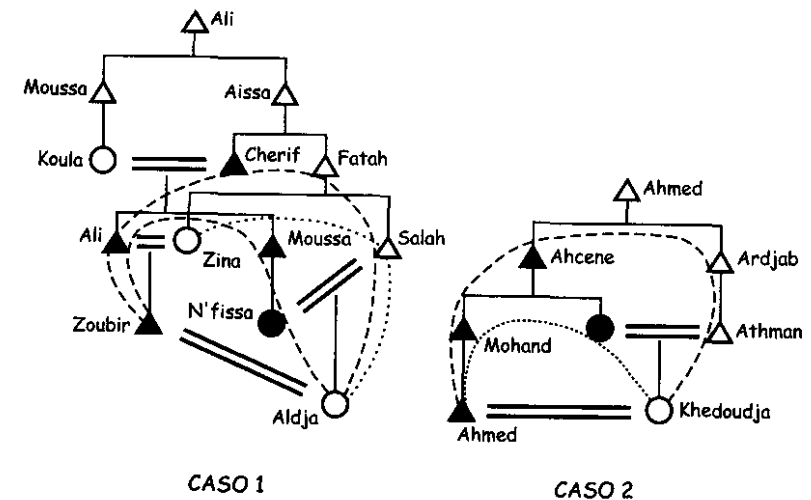 Ali
Moussa
Aissa
Koula
Cherif
Fatah
Ahmed
Ali
Zina
Moussa
Salah
Ahcene
Ardjab
Zoubir
N'fissa
Mohand
Athman
Aldja
Ahmed
Khedoudja
CASO 1
CASO 2